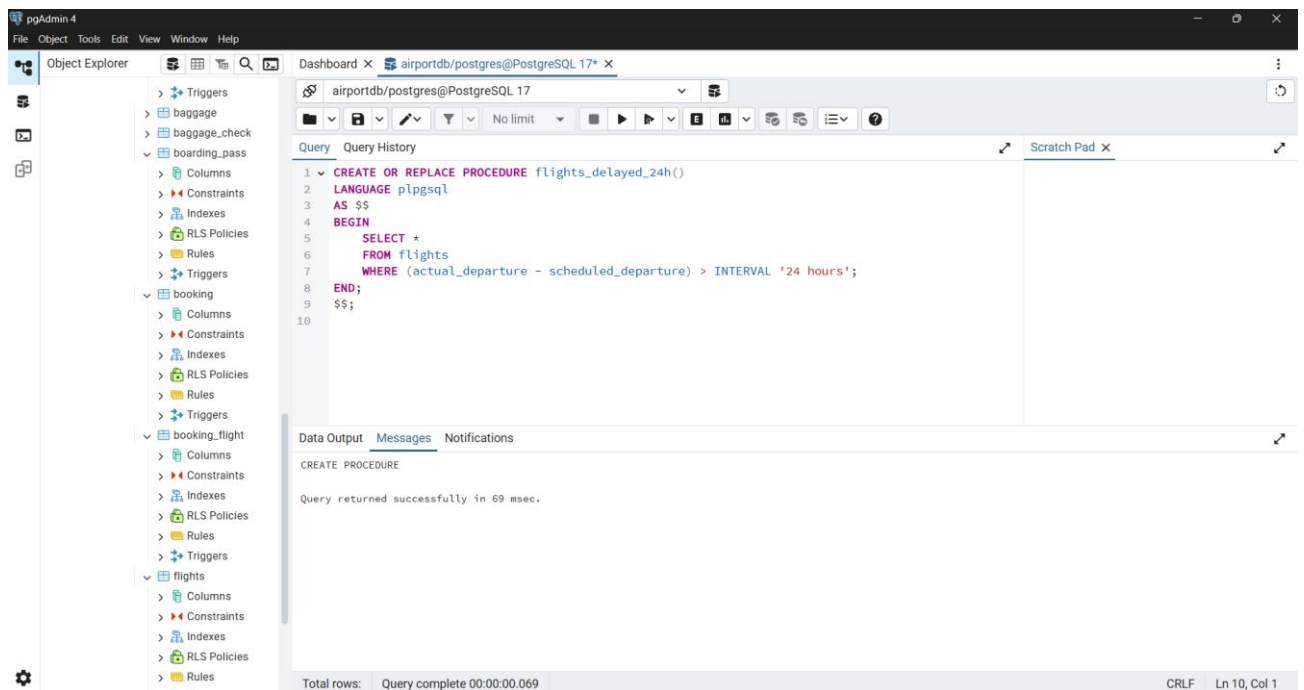 pgAdmin 4
File Object Tools Edit View Window Help
Object Explorer
Triggers
baggage
baggage_check
boarding_pass
Columns
Constraints
Indexes
RLS Policies
Rules
Triggers
booking
Columns
Constraints
Indexes
RLS Policies
Rules
Triggers
booking_flight
Columns
Constraints
Indexes
RLS Policies
Rules
Triggers
flights
Columns
Constraints
Indexes
RLS Policies
Rules
Dashboard airportdb/postgres@PostgreSQL 17*
airportdb/postgres@PostgreSQL 17
No limit
Query Query History
Scratch Pad
1 CREATE OR REPLACE PROCEDURE flights_delayed_24h()
2 LANGUAGE plpgsql
3 AS $$
4 BEGIN
5 SELECT *
6 FROM flights
7 WHERE (actual_departure - scheduled_departure) > INTERVAL '24 hours';
8 END;
9 $$;
10
Data Output Messages Notifications
CREATE PROCEDURE
Query returned successfully in 69 msec.
Total rows: Query complete 00:00:00.069 CRLF Ln 10, Col 1